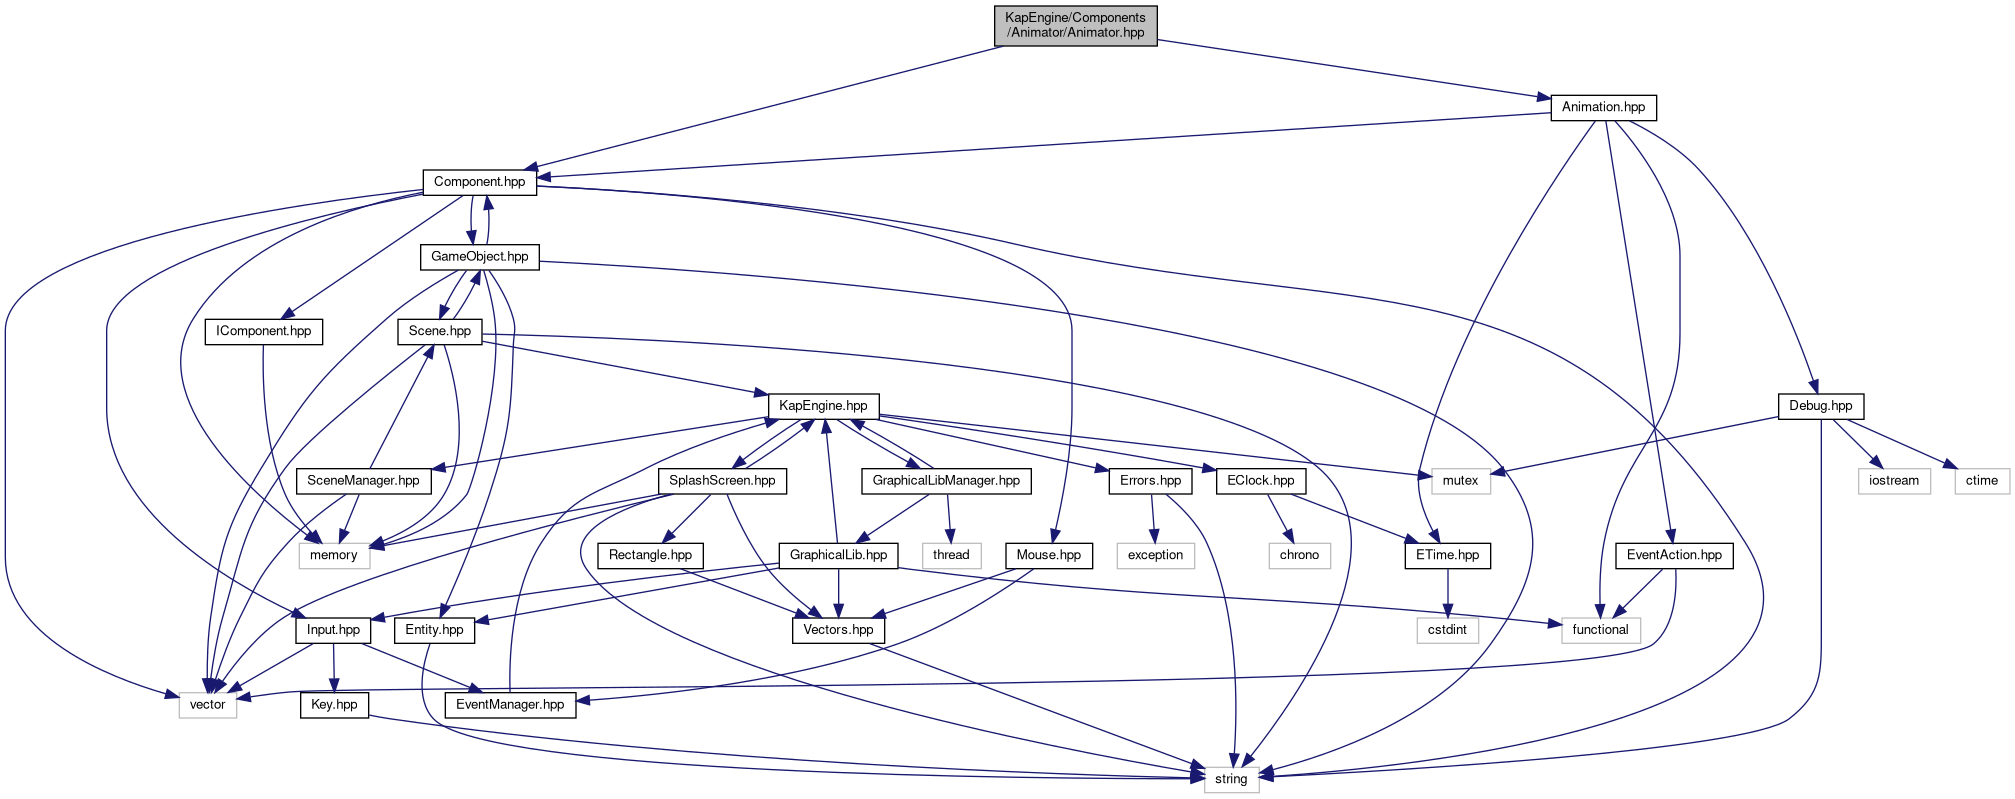 KapEngine/Components
/Animator/Animator.hpp
Animation.hpp
Component.hpp
GameObject.hpp
IComponent.hpp
Scene.hpp
KapEngine.hpp
Debug.hpp
SceneManager.hpp
SplashScreen.hpp
GraphicalLibManager.hpp
Errors.hpp
EClock.hpp
mutex
iostream
ctime
memory
Rectangle.hpp
GraphicalLib.hpp
thread
Mouse.hpp
exception
chrono
ETime.hpp
EventAction.hpp
Input.hpp
Entity.hpp
Vectors.hpp
cstdint
functional
vector
Key.hpp
EventManager.hpp
string